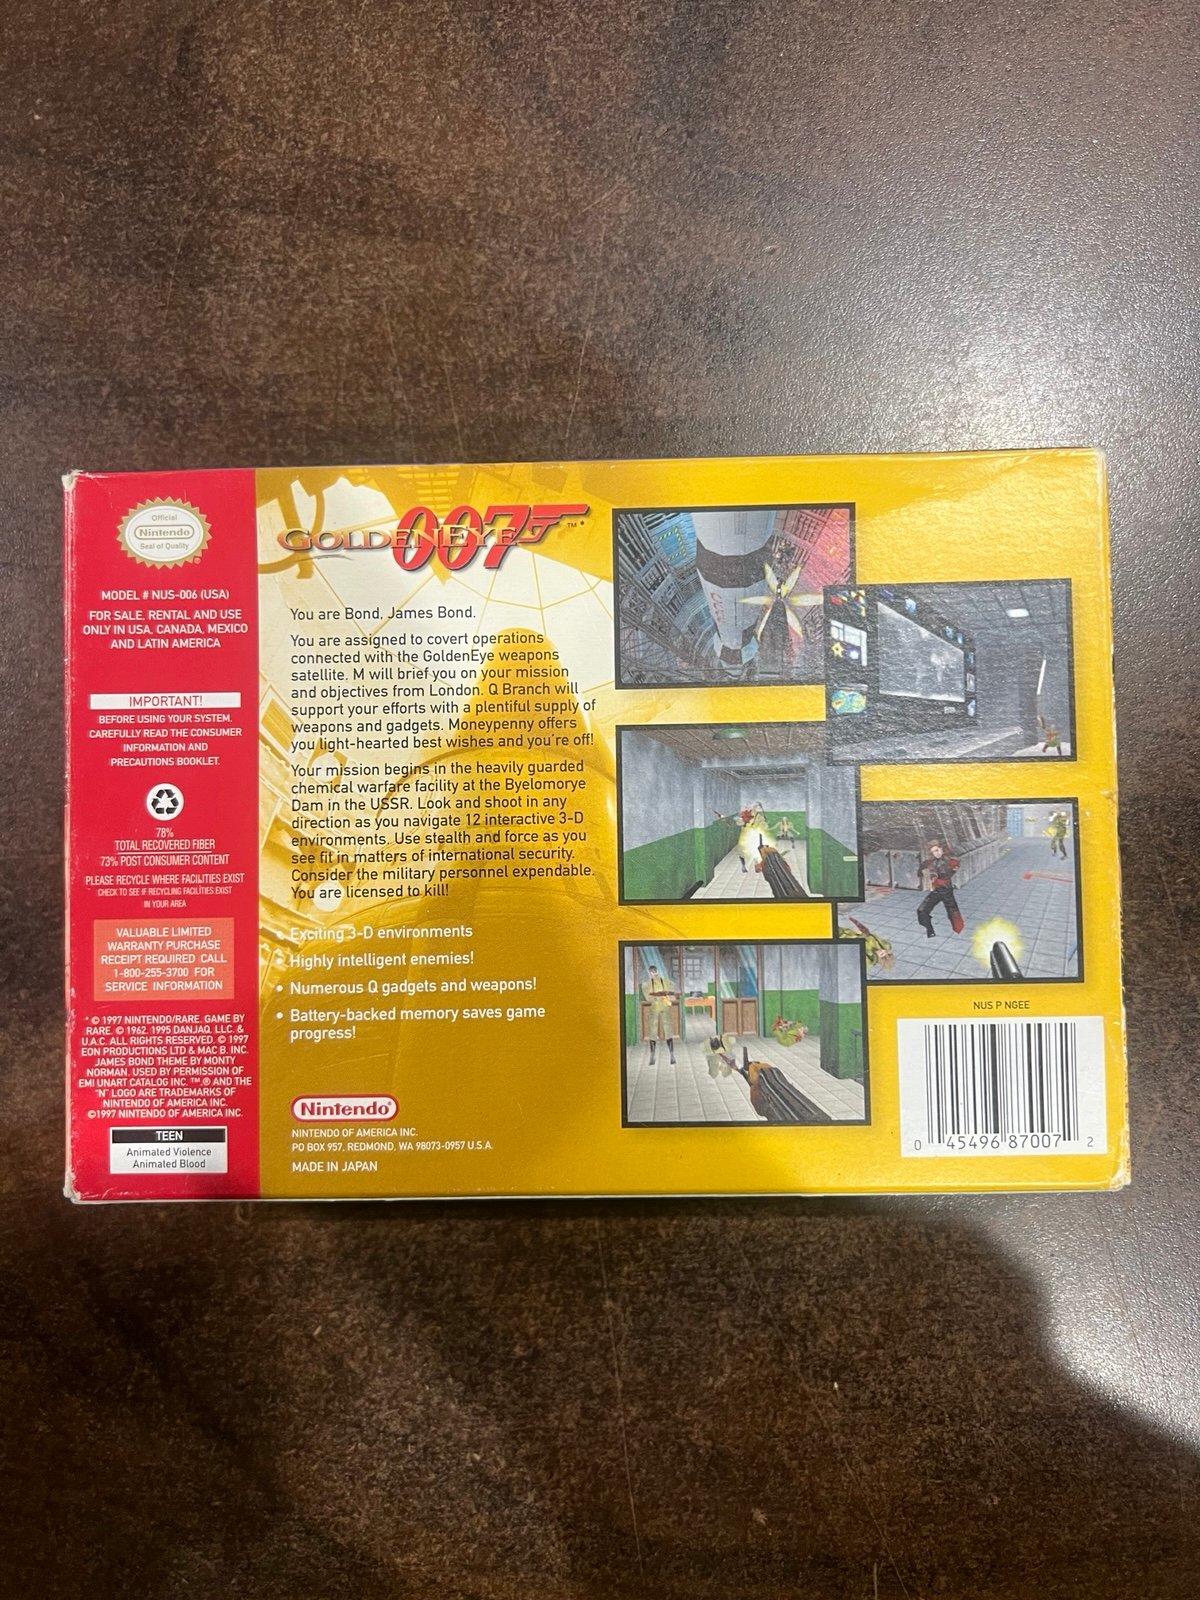 Official
Nintendo
Seal of Quality
MODEL # NUS-006 (USA)
FOR SALE, RENTAL AND USE
ONLY IN USA, CANADA, MEXICO
AND LATIN AMERICA
IMPORTANT!
BEFORE USING YOUR SYSTEM,
CAREFULLY READ THE CONSUMER
INFORMATION AND
PRECAUTIONS BOOKLET.
78%
TOTAL RECOVERED FIBER
73% POST CONSUMER CONTENT
PLEASE RECYCLE WHERE FACILITIES EXIST
CHECK TO SEE IF RECYCLING FACILITIES EXIST
IN YOUR AREA
VALUABLE LIMITED
WARRANTY PURCHASE
RECEIPT REQUIRED CALL
1-800-255-3700 FOR
SERVICE INFORMATION
* © 1997 NINTENDO/RARE. GAME BY
RARE. © 1962, 1995 DANJAQ, LLC. &
U.A.C. ALL RIGHTS RESERVED. © 1997
EON PRODUCTIONS LTD & MAC B. INC.
JAMES BOND THEME BY MONTY
NORMAN. USED BY PERMISSION OF
EMI UNART CATALOG INC. ™,® AND THE
"N" LOGO ARE TRADEMARKS OF
NINTENDO OF AMERICA INC.
©1997 NINTENDO OF AMERICA INC.
TEEN
Animated Violence
Animated Blood
GOLDENEYE 007 ™*
You are Bond, James Bond.
You are assigned to covert operations
connected with the GoldenEye weapons
satellite. M will brief you on your mission
and objectives from London. Q Branch will
support your efforts with a plentiful supply of
weapons and gadgets. Moneypenny offers
you light-hearted best wishes and you're off!
Your mission begins in the heavily guarded
chemical warfare facility at the Byelomorye
Dam in the USSR. Look and shoot in any
direction as you navigate 12 interactive 3-D
environments. Use stealth and force as you
see fit in matters of international security.
Consider the military personnel expendable.
You are licensed to kill!
• Exciting 3-D environments
• Highly intelligent enemies!
• Numerous Q gadgets and weapons!
• Battery-backed memory saves game
progress!
Nintendo®
NINTENDO OF AMERICA INC.
PO BOX 957, REDMOND, WA 98073-0957 U.S.A.
MADE IN JAPAN
NUS P NGEE
0 45496 87007 2